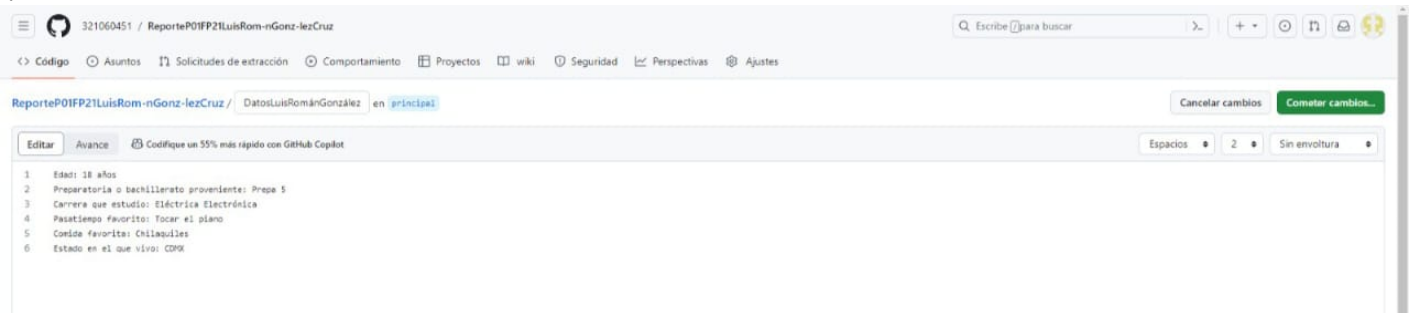 321060451 / ReporteP01FP21LuisRom-nGonz-lezCruz
Escribe / para buscar
Código Asuntos Solicitudes de extracción Comportamiento Proyectos wiki Seguridad Perspectivas Ajustes
ReporteP01FP21LuisRom-nGonz-lezCruz / DatosLuisRománGonzález en principal
Cancelar cambios Cometer cambios...
Editar Avance Codifique un 55% más rápido con GitHub Copilot
Espacios 2 Sin envoltura
1 Edad: 18 años
2 Preparatoria o bachillerato proveniente: Prepa 5
3 Carrera que estudio: Eléctrica Electrónica
4 Pasatiempo favorito: Tocar el piano
5 Comida favorita: Chilaquiles
6 Estado en el que vivo: CDMX